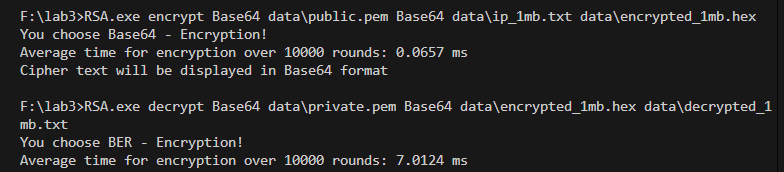 F:\lab3>RSA.exe encrypt Base64 data\public.pem Base64 data\ip_1mb.txt data\encrypted_1mb.hex
You choose Base64 - Encryption!
Average time for encryption over 10000 rounds: 0.0657 ms
Cipher text will be displayed in Base64 format
F:\lab3>RSA.exe decrypt Base64 data\private.pem Base64 data\encrypted_1mb.hex data\decrypted_1
mb.txt
You choose BER - Encryption!
Average time for encryption over 10000 rounds: 7.0124 ms